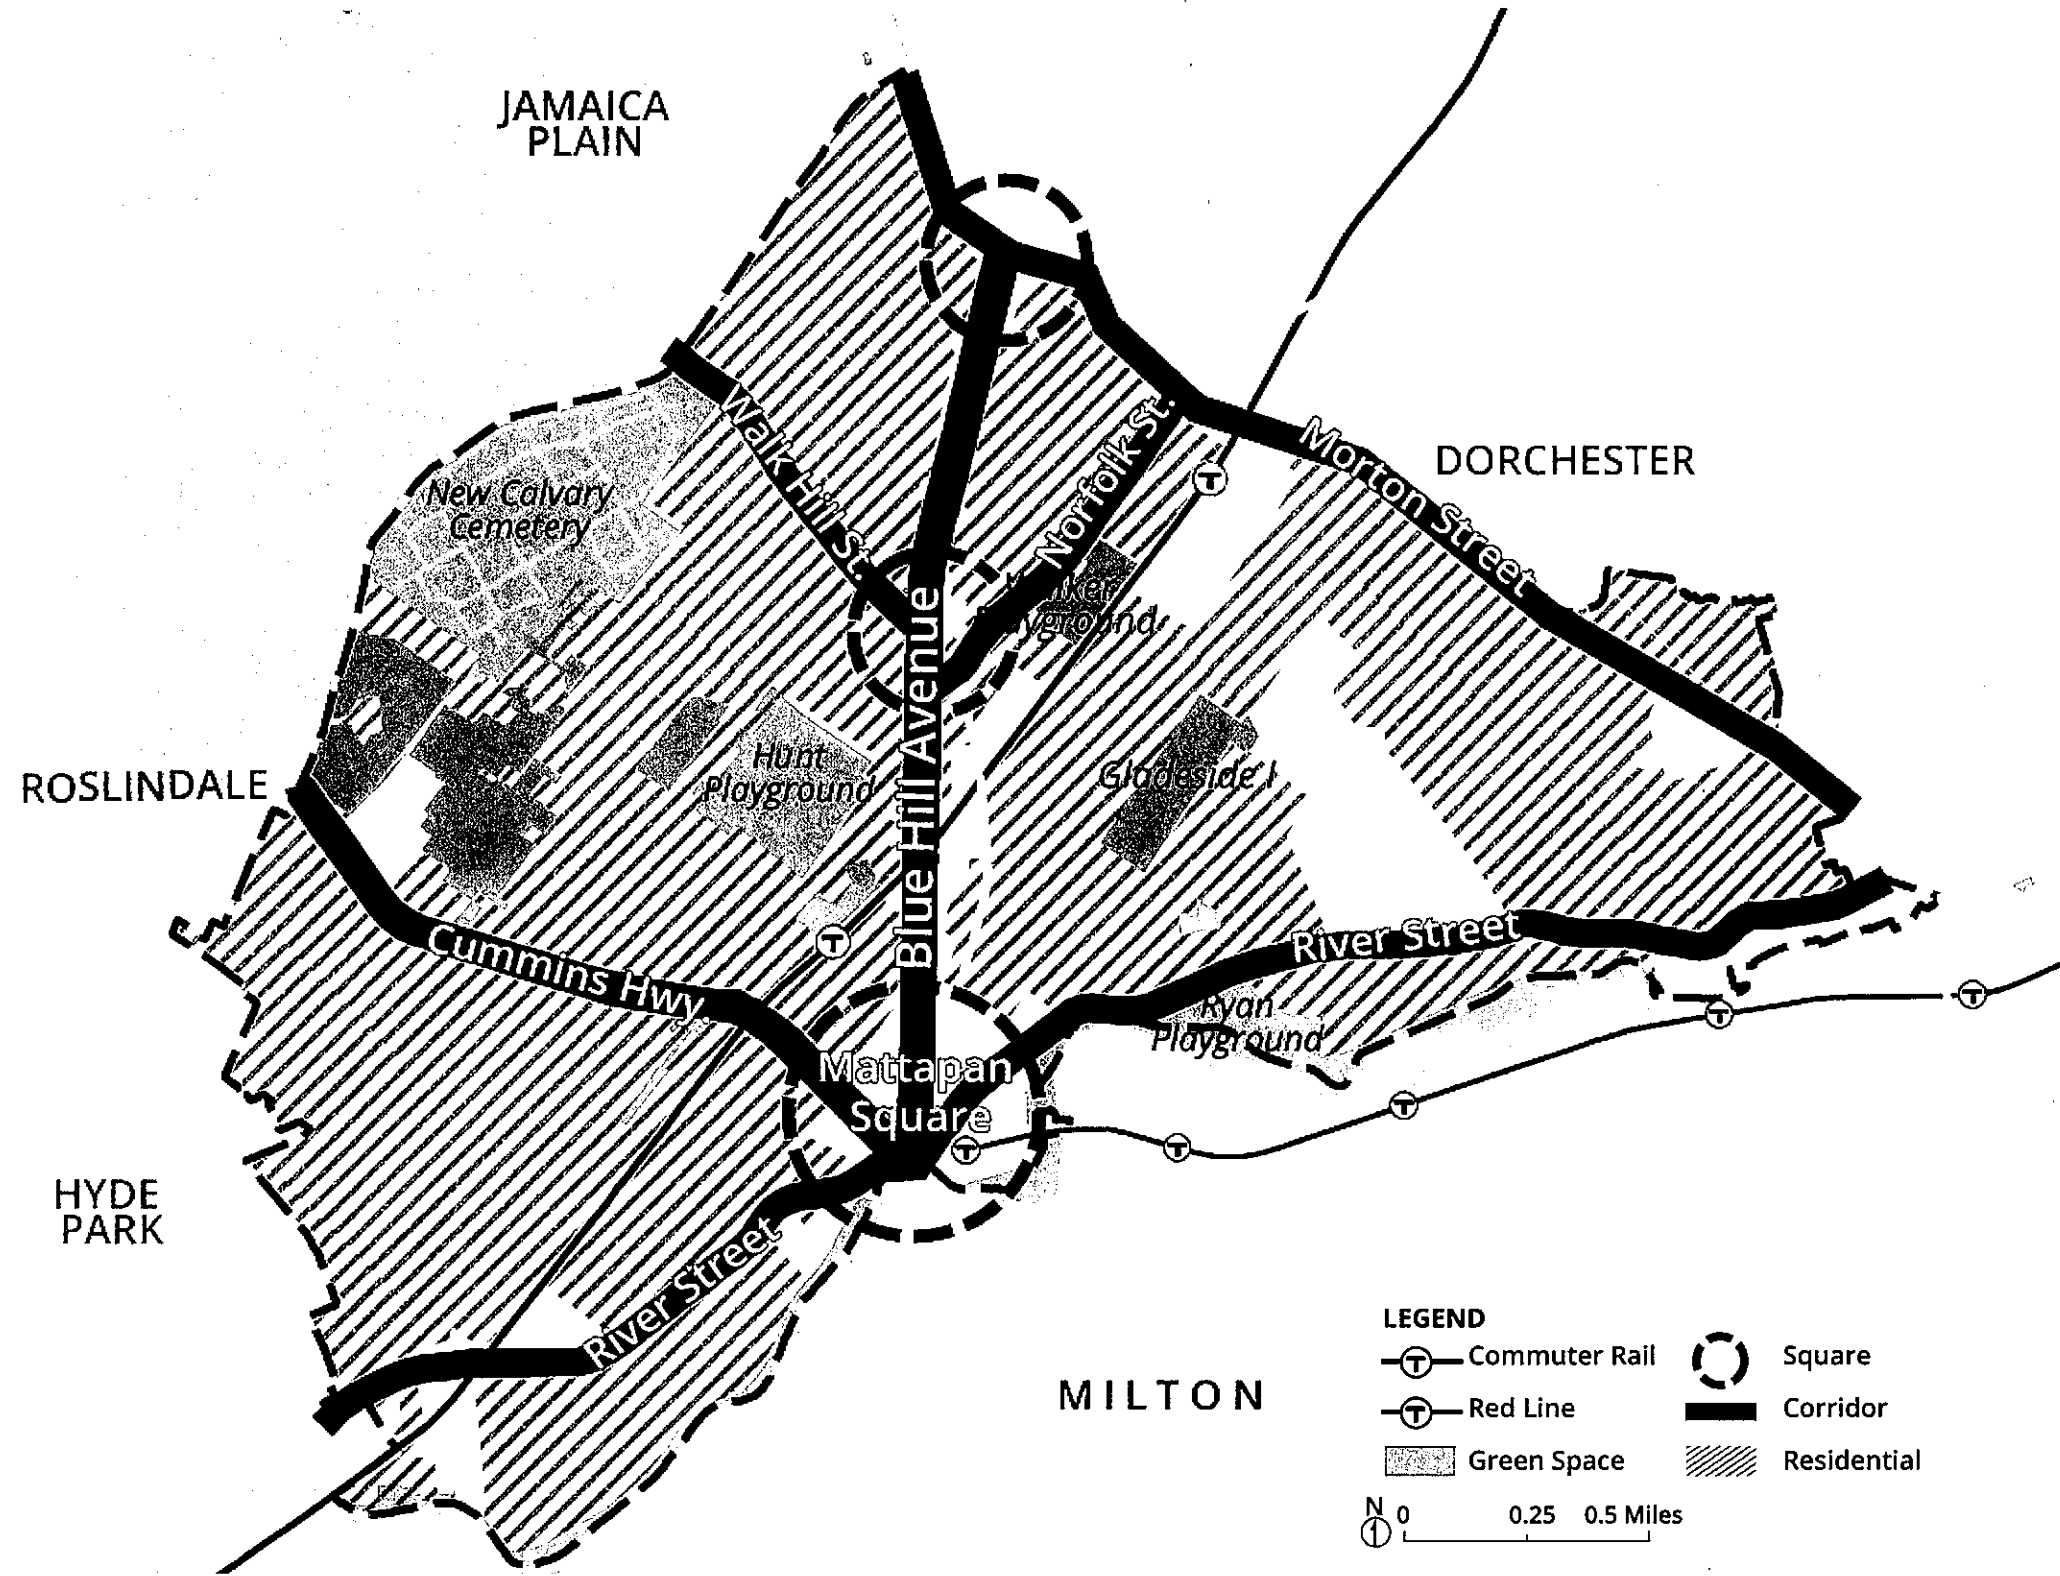 JAMAICA
PLAIN
Walk Hill St.
Norfolk St.
Morton Street
DORCHESTER
New Calvary
Cemetery
Playground
Hunt
Playground
Blue Hill Avenue
Gladeside I
ROSLINDALE
Cummins Hwy.
River Street
Ryan
Playground
Mattapan
Square
HYDE
PARK
River Street
MILTON
LEGEND
T Commuter Rail
Square
T Red Line
Corridor
Green Space
Residential
N 0 0.25 0.5 Miles